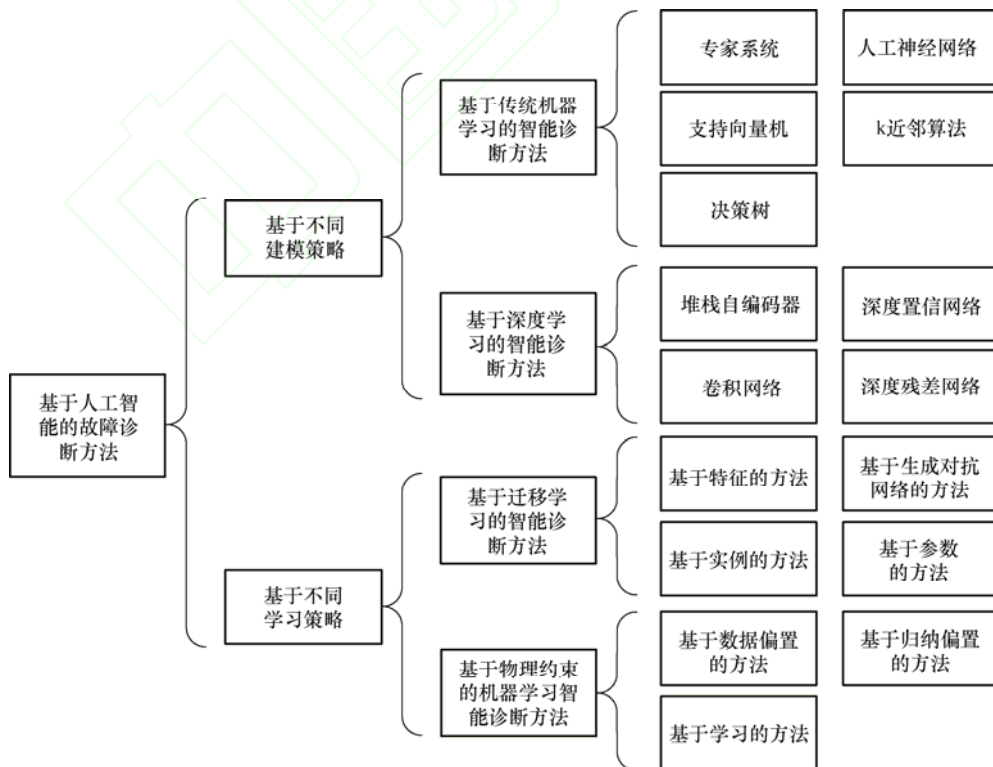 基于人工智
能的故障诊
断方法
基于不同
建模策略
基于传统机器
学习的智能诊
断方法
专家系统
人工神经网络
支持向量机
k近邻算法
决策树
基于深度学
习的智能诊
断方法
堆栈自编码器
深度置信网络
卷积网络
深度残差网络
基于不同
学习策略
基于迁移学
习的智能诊
断方法
基于特征的方法
基于生成对抗
网络的方法
基于实例的方法
基于参数
的方法
基于物理约束
的机器学习智
能诊断方法
基于数据偏置
的方法
基于归纳偏置
的方法
基于学习的方法